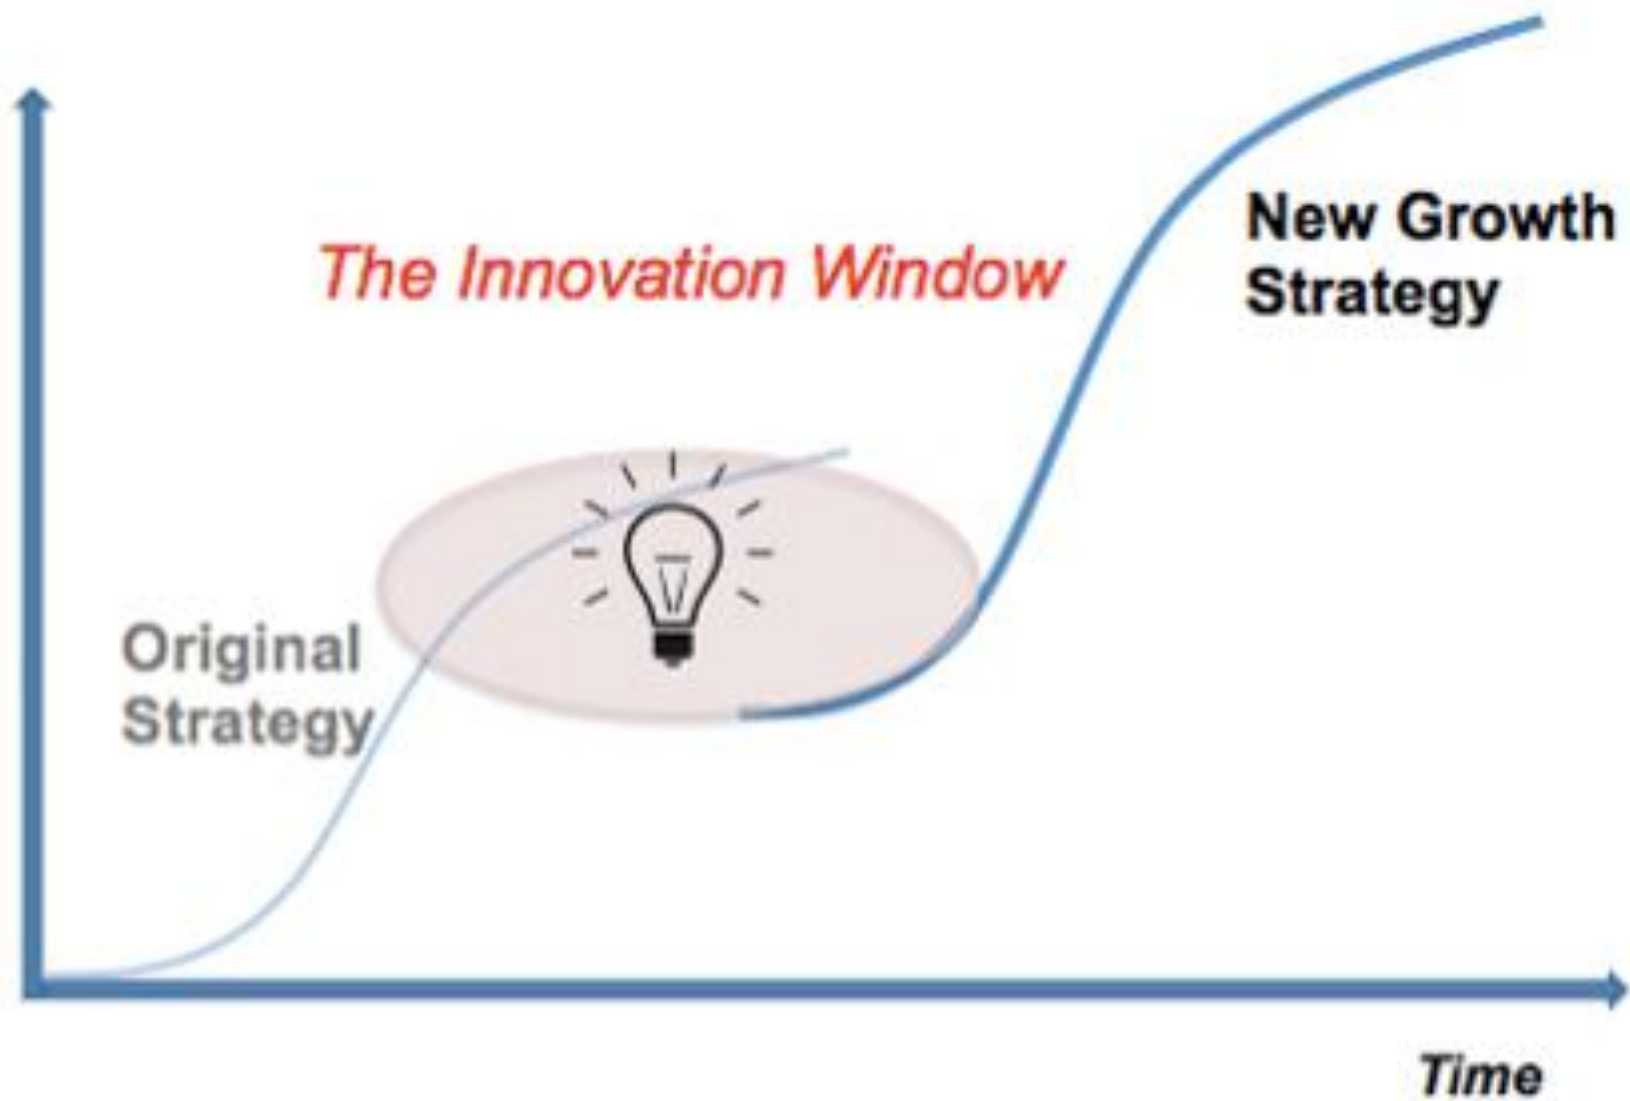 The Innovation Window
New Growth
Strategy
Original
Strategy
Time